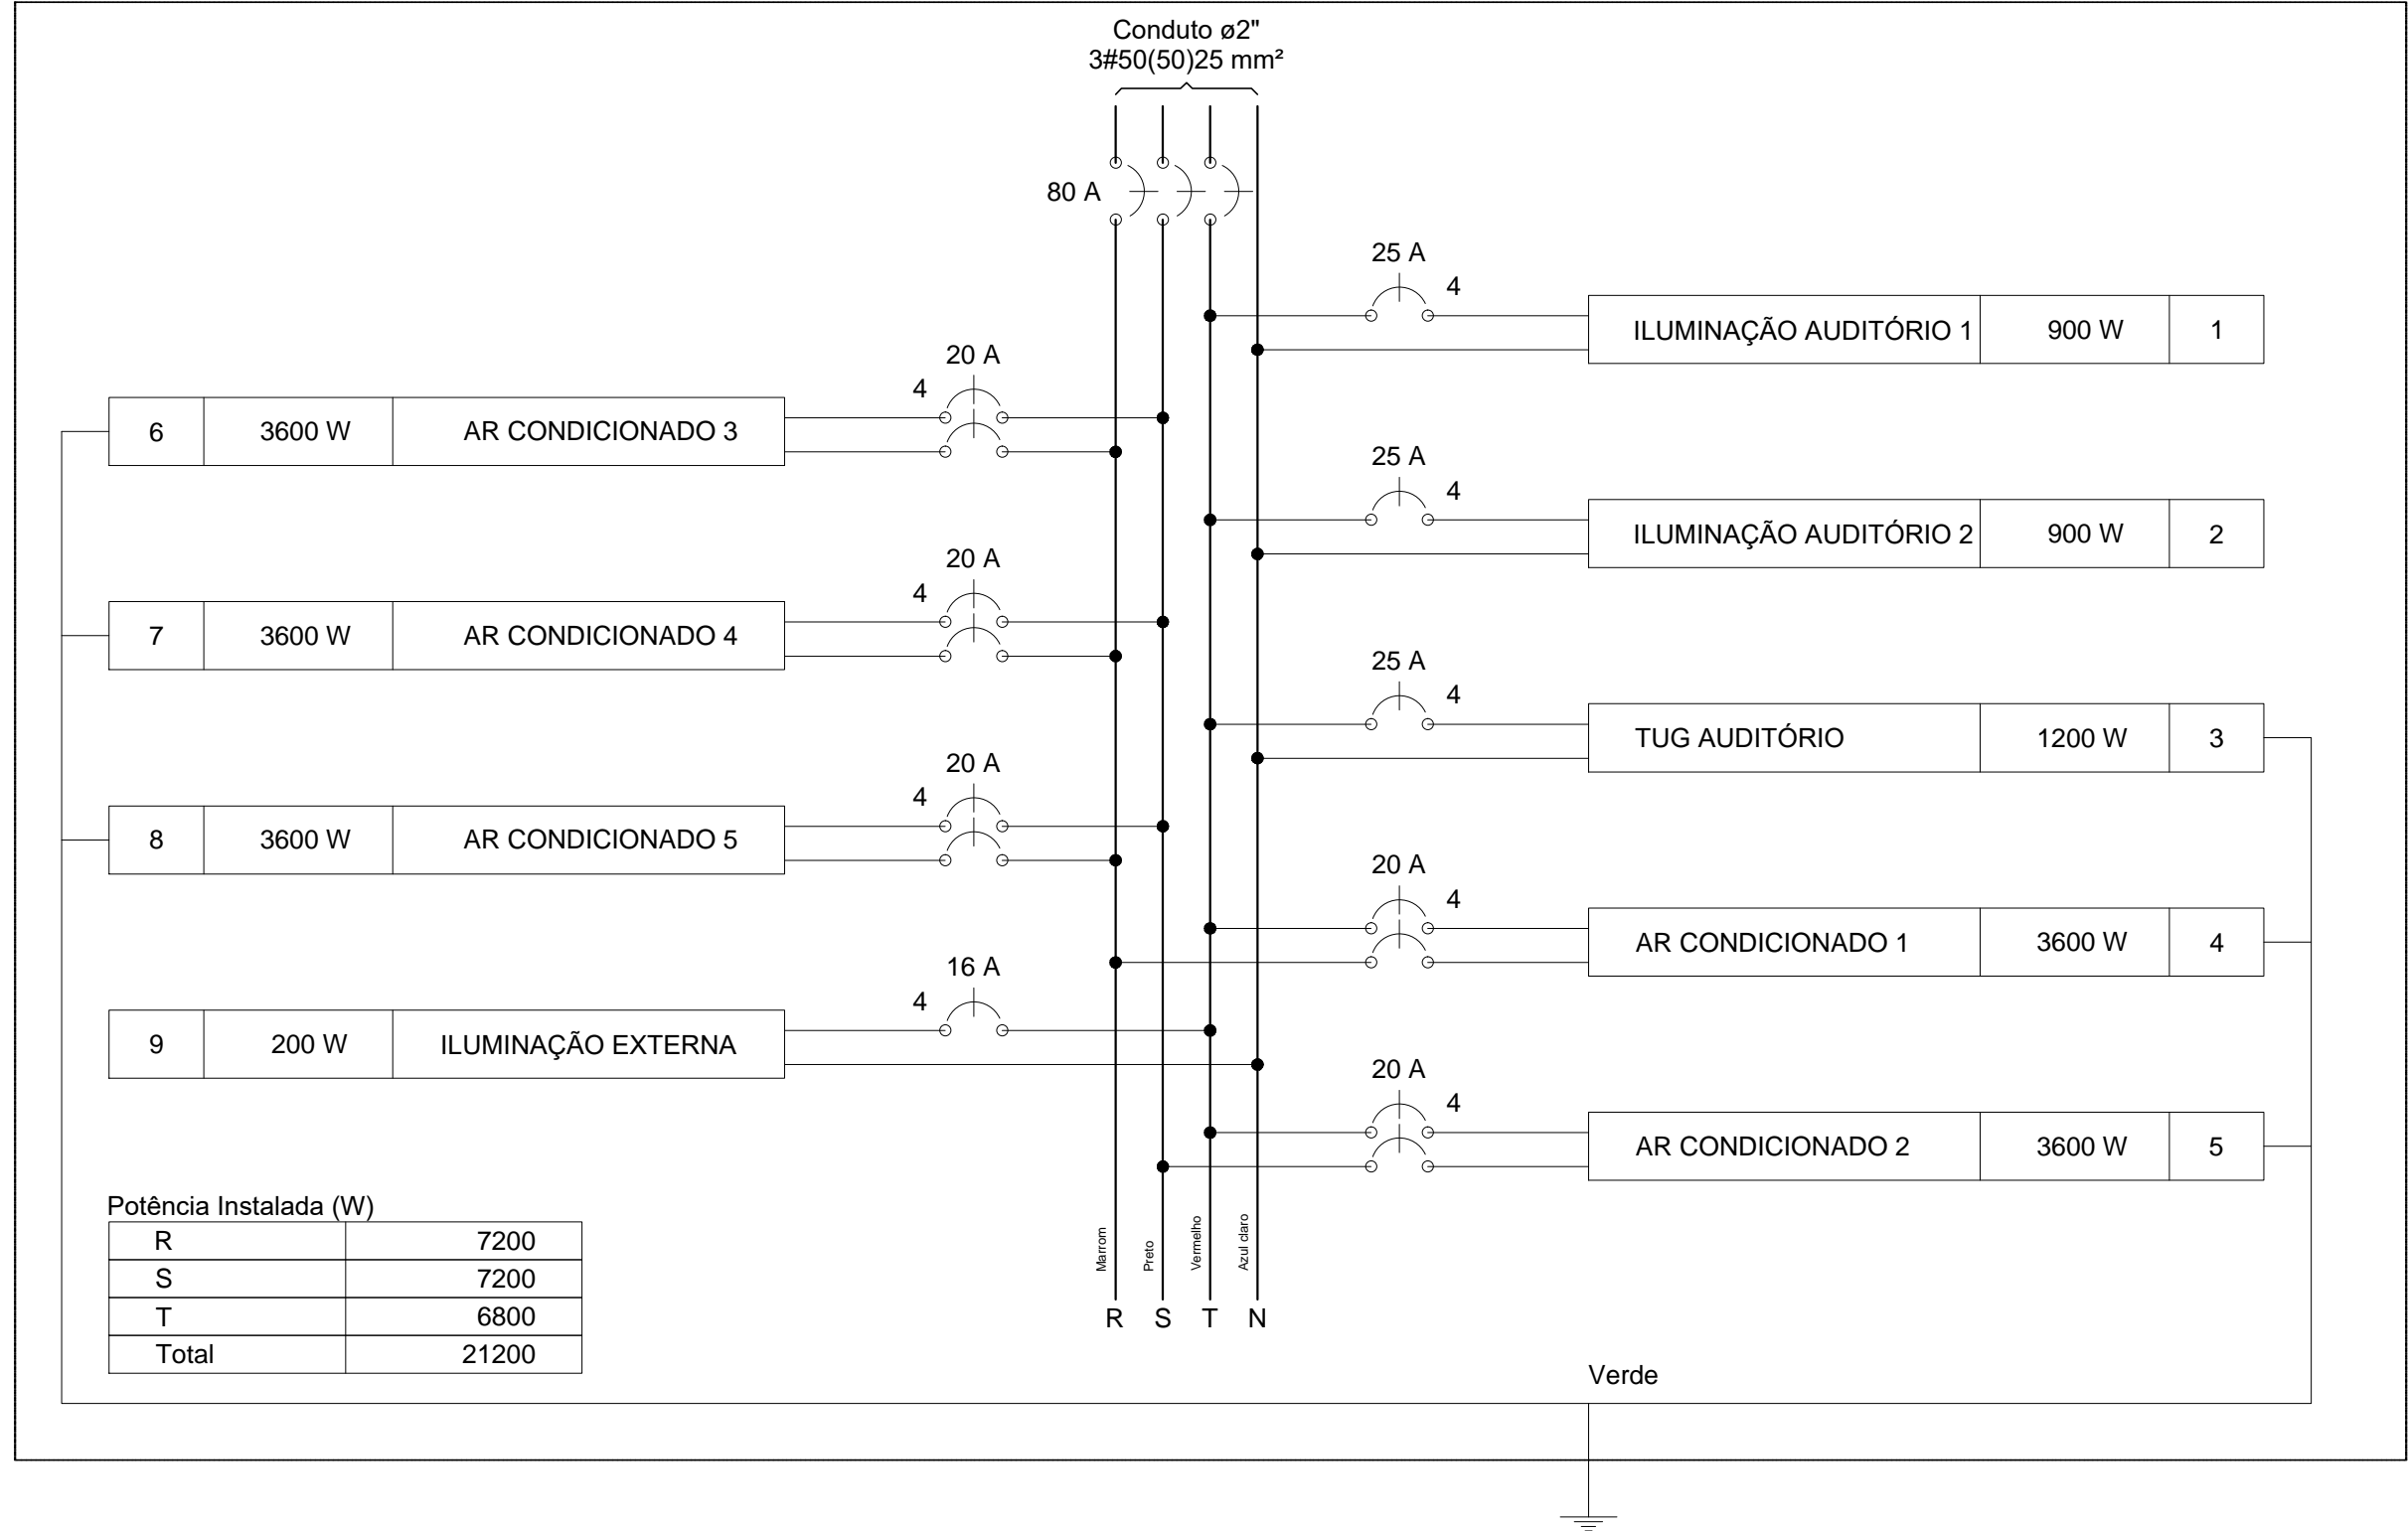 Conduto ø2"
3#50(50)25 mm²
80 A
25 A
4
ILUMINAÇÃO AUDITÓRIO 1 900 W 1
20 A
4
6 3600 W AR CONDICIONADO 3
25 A
4
ILUMINAÇÃO AUDITÓRIO 2 900 W 2
20 A
4
7 3600 W AR CONDICIONADO 4
25 A
4
TUG AUDITÓRIO 1200 W 3
20 A
4
8 3600 W AR CONDICIONADO 5
20 A
4
AR CONDICIONADO 1 3600 W 4
16 A
4
9 200 W ILUMINAÇÃO EXTERNA
20 A
4
AR CONDICIONADO 2 3600 W 5
Potência Instalada (W)
R 7200
S 7200
T 6800
Total 21200
Marrom
Preto
Vermelho
Azul claro
R S T N
Verde